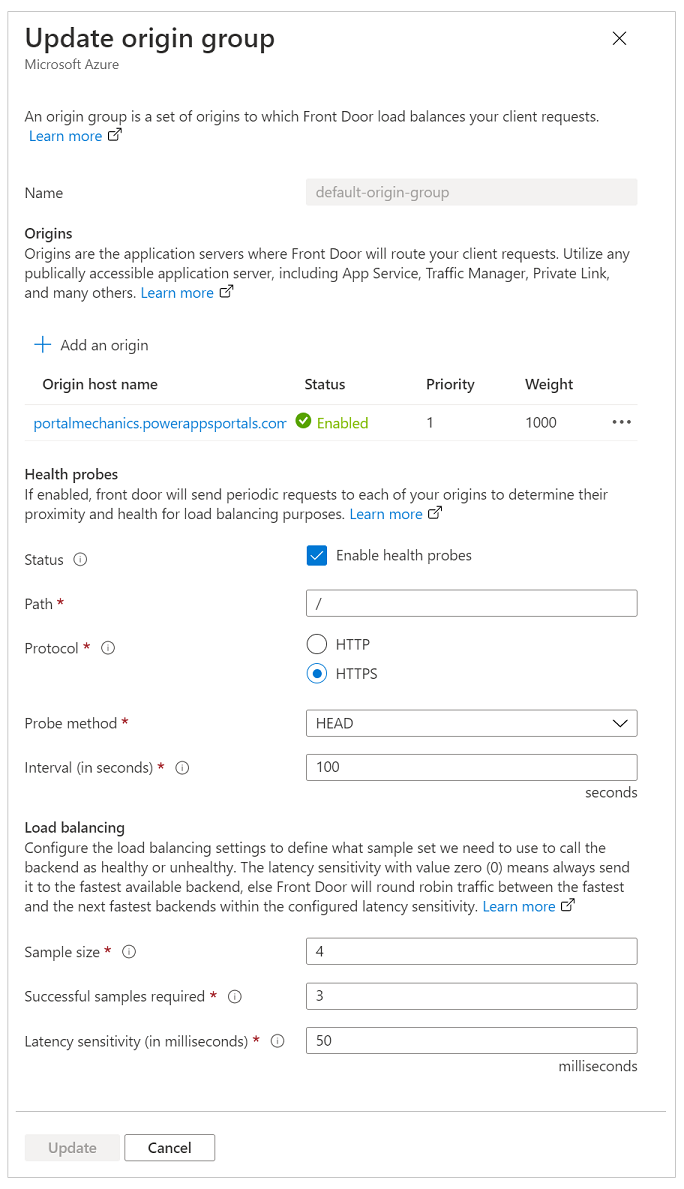 Update origin group
Microsoft Azure
An origin group is a set of origins to which Front Door load balances your client requests.
Learn more
Name
default-origin-group
Origins
Origins are the application servers where Front Door will route your client requests. Utilize any
publically accessible application server, including App Service, Traffic Manager, Private Link,
and many others. Learn more
Add an origin
Origin host name Status Priority Weight
portalmechanics.powerappsportals.com Enabled 1 1000 •••
Health probes
If enabled, front door will send periodic requests to each of your origins to determine their
proximity and health for load balancing purposes. Learn more
Status Enable health probes
Path * /
Protocol * HTTP
HTTPS
Probe method * HEAD
Interval (in seconds) * 100
seconds
Load balancing
Configure the load balancing settings to define what sample set we need to use to call the
backend as healthy or unhealthy. The latency sensitivity with value zero (0) means always send
it to the fastest available backend, else Front Door will round robin traffic between the fastest
and the next fastest backends within the configured latency sensitivity. Learn more
Sample size * 4
Successful samples required * 3
Latency sensitivity (in milliseconds) * 50
milliseconds
Update Cancel